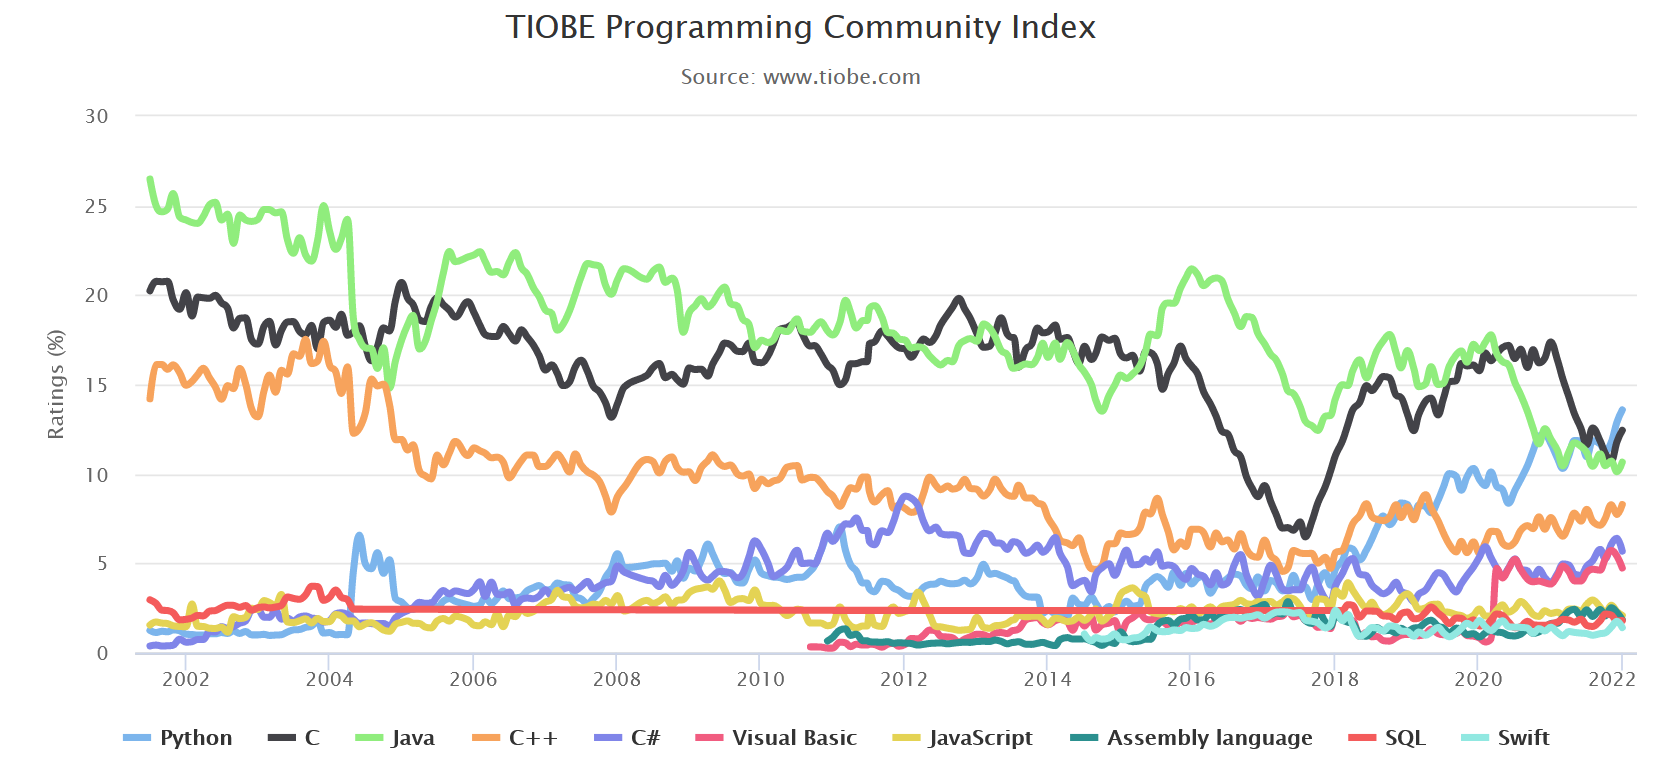 TIOBE Programming Community Index
Source: www.tiobe.com
Ratings (%)
30
25
20
15
10
5
0
2002 2004 2006 2008 2010 2012 2014 2016 2018 2020 2022
Python C Java C++ C# Visual Basic JavaScript Assembly language SQL Swift